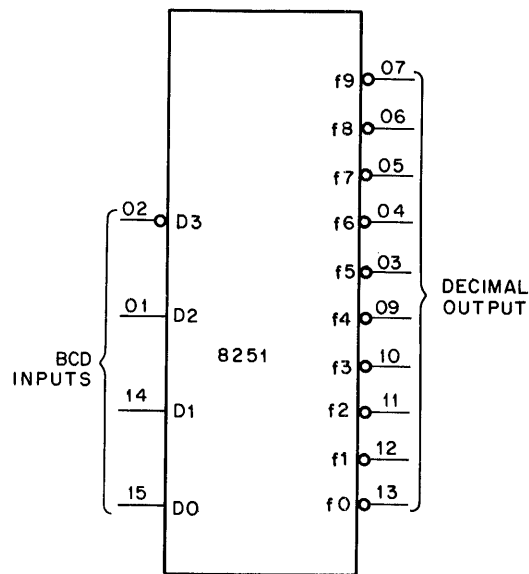 f9 07
f8 06
f7 05
02 D3
f6 04
f5 03
DECIMAL
OUTPUT
01 D2
f4 09
BCD
INPUTS
8251
f3 10
14 D1
f2 11
f1 12
15 D0
f0 13